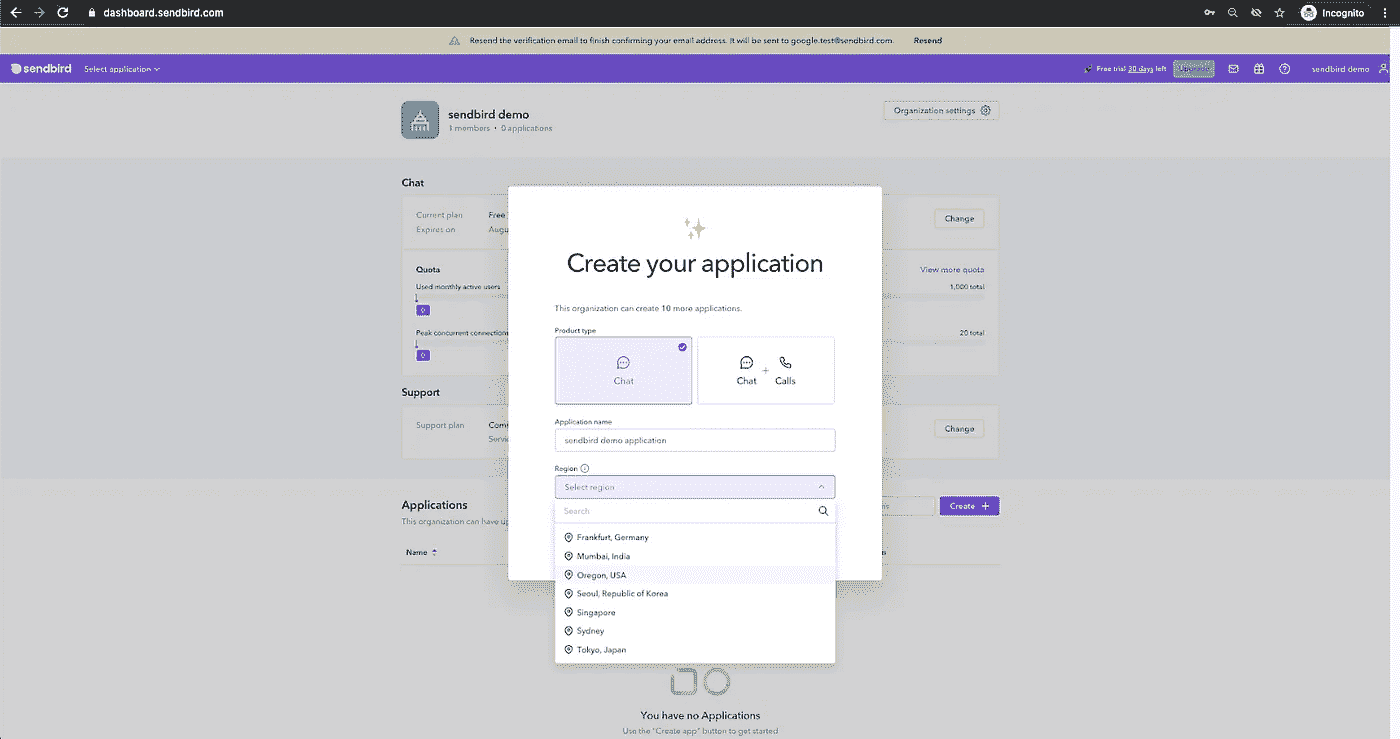 dashboard.sendbird.com
Incognito
Resend the verification email to finish confirming your email address. It will be sent to google.test@sendbird.com. Resend
sendbird Select application
Free trial 30 days left
sendbird demo
sendbird demo
1 members • 0 applications
Organization settings
Chat
Current plan Free
Expires on Augu
Change
Quota
View more quota
Used monthly active users
1,000 total
0
Peak concurrent connections
20 total
0
Support
Support plan Com
Servic
Change
Applications
This organization can have up
Create +
Name
Create your application
This organization can create 10 more applications.
Product type
Chat
Chat + Calls
Application name
sendbird demo application
Region
Select region
Search
Frankfurt, Germany
Mumbai, India
Oregon, USA
Seoul, Republic of Korea
Singapore
Sydney
Tokyo, Japan
You have no Applications
Use the "Create app" button to get started